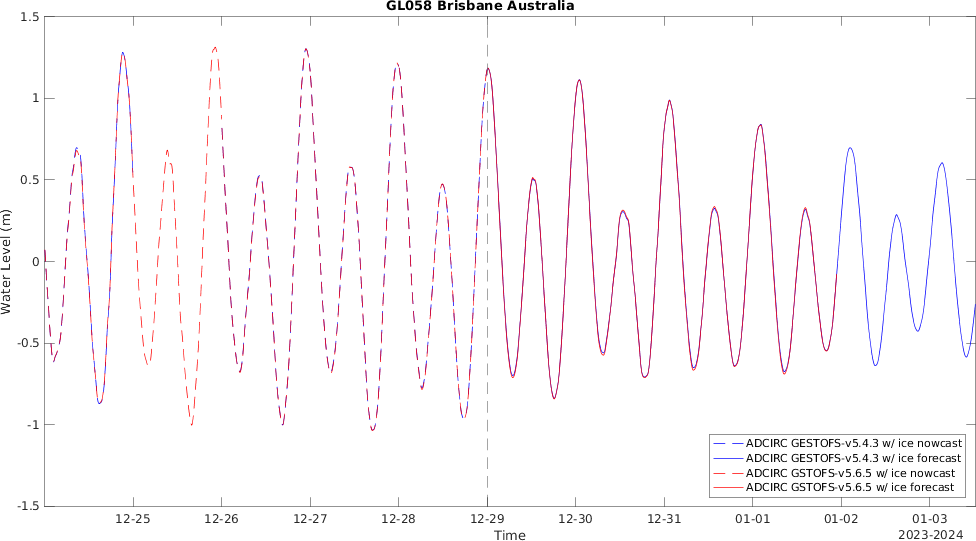 GL058 Brisbane Australia
1.5
1
0.5
0
-0.5
-1
-1.5
Water Level (m)
12-25 12-26 12-27 12-28 12-29 12-30 12-31 01-01 01-02 01-03
Time
2023-2024
ADCIRC GESTOFS-v5.4.3 w/ ice nowcast
ADCIRC GESTOFS-v5.4.3 w/ ice forecast
ADCIRC GSTOFS-v5.6.5 w/ ice nowcast
ADCIRC GSTOFS-v5.6.5 w/ ice forecast